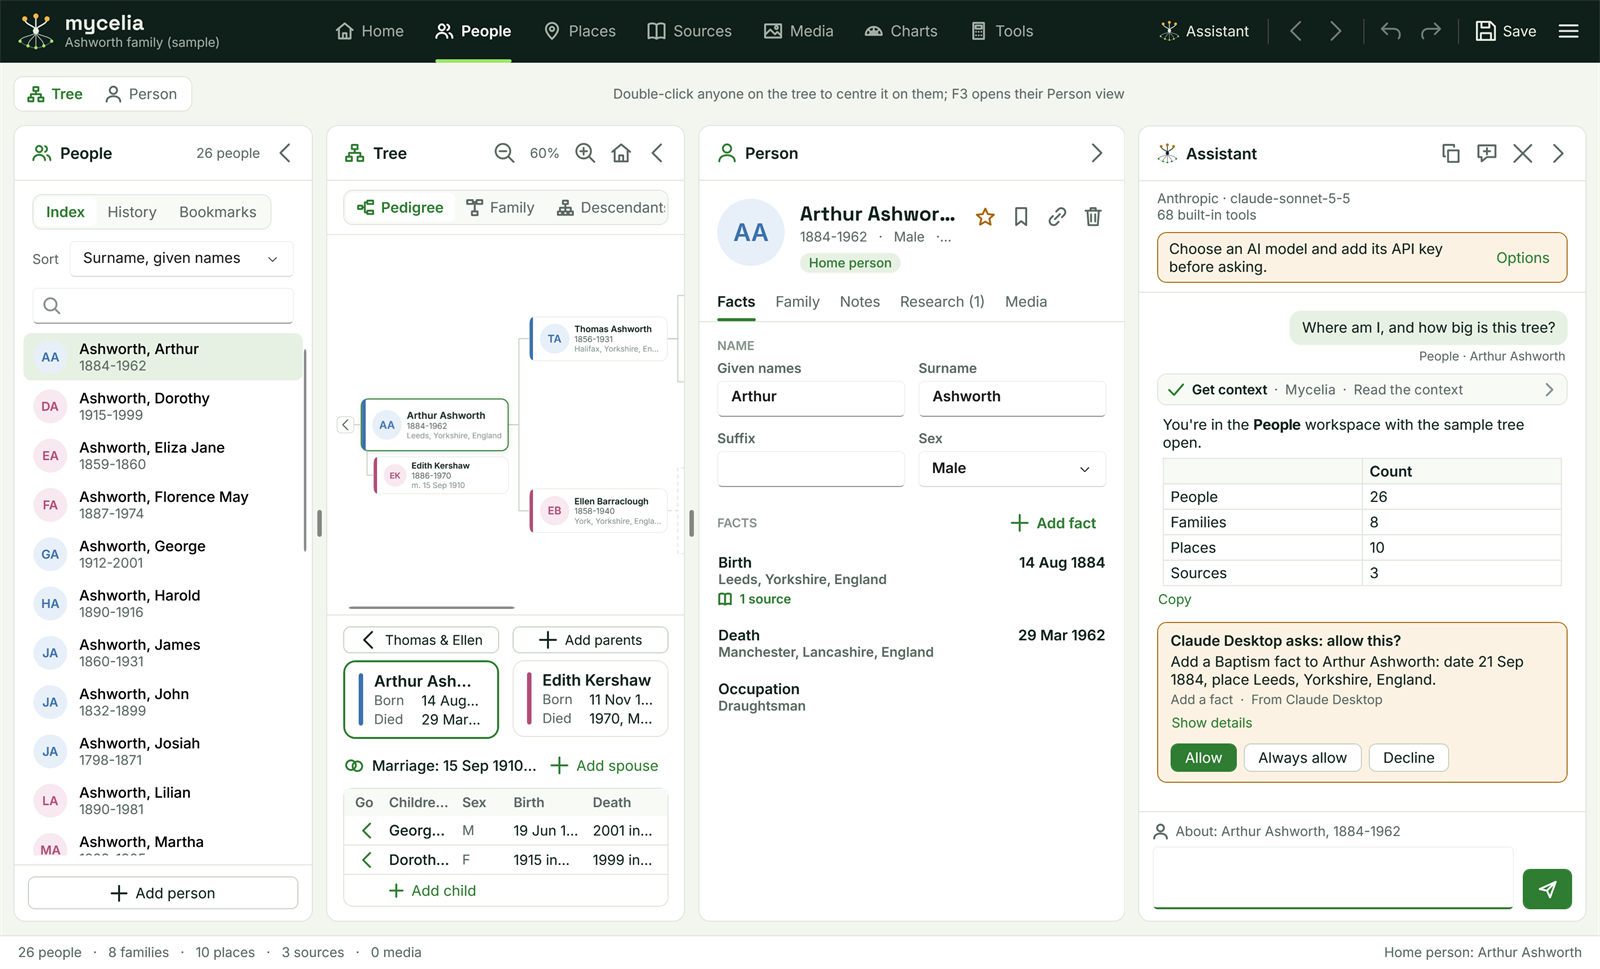 mycelia
Ashworth family (sample)
Home
People
Places
Sources
Media
Charts
Tools
Assistant
Save
Tree
Person
Double-click anyone on the tree to centre it on them; F3 opens their Person view
People
26 people
Index
History
Bookmarks
Sort
Surname, given names
AA
Ashworth, Arthur
1884-1962
DA
Ashworth, Dorothy
1915-1999
EA
Ashworth, Eliza Jane
1859-1860
FA
Ashworth, Florence May
1887-1974
GA
Ashworth, George
1912-2001
HA
Ashworth, Harold
1890-1916
JA
Ashworth, James
1860-1931
JA
Ashworth, John
1832-1899
JA
Ashworth, Josiah
1798-1871
LA
Ashworth, Lilian
1890-1981
MA
Ashworth, Martha
Add person
Tree
60%
Pedigree
Family
Descendant
TA
Thomas Ashworth
1856-1931
Halifax, Yorkshire, En...
AA
Arthur Ashworth
1884-1962
Leeds, Yorkshire, England
EK
Edith Kershaw
1886-1970
m. 15 Sep 1910
EB
Ellen Barraclough
1858-1940
York, Yorkshire, Engla...
Thomas & Ellen
Add parents
Arthur Ash...
Born 14 Aug...
Died 29 Mar...
Edith Kershaw
Born 11 Nov 1...
Died 1970, M...
Marriage: 15 Sep 1910...
Add spouse
Go Childre... Sex Birth Death
Georg... M 19 Jun 1... 2001 in...
Doroth... F 1915 in... 1999 in...
Add child
Person
AA
Arthur Ashwor...
1884-1962 · Male ·...
Home person
Facts
Family
Notes
Research (1)
Media
NAME
Given names
Surname
Arthur
Ashworth
Suffix
Sex
Male
FACTS
Add fact
Birth
14 Aug 1884
Leeds, Yorkshire, England
1 source
Death
29 Mar 1962
Manchester, Lancashire, England
Occupation
Draughtsman
Assistant
Anthropic · claude-sonnet-5-5
68 built-in tools
Choose an AI model and add its API key
before asking.
Options
Where am I, and how big is this tree?
People · Arthur Ashworth
Get context · Mycelia · Read the context
You're in the People workspace with the sample tree
open.
Count
People 26
Families 8
Places 10
Sources 3
Copy
Claude Desktop asks: allow this?
Add a Baptism fact to Arthur Ashworth: date 21 Sep
1884, place Leeds, Yorkshire, England.
Add a fact · From Claude Desktop
Show details
Allow
Always allow
Decline
About: Arthur Ashworth, 1884-1962
26 people · 8 families · 10 places · 3 sources · 0 media
Home person: Arthur Ashworth